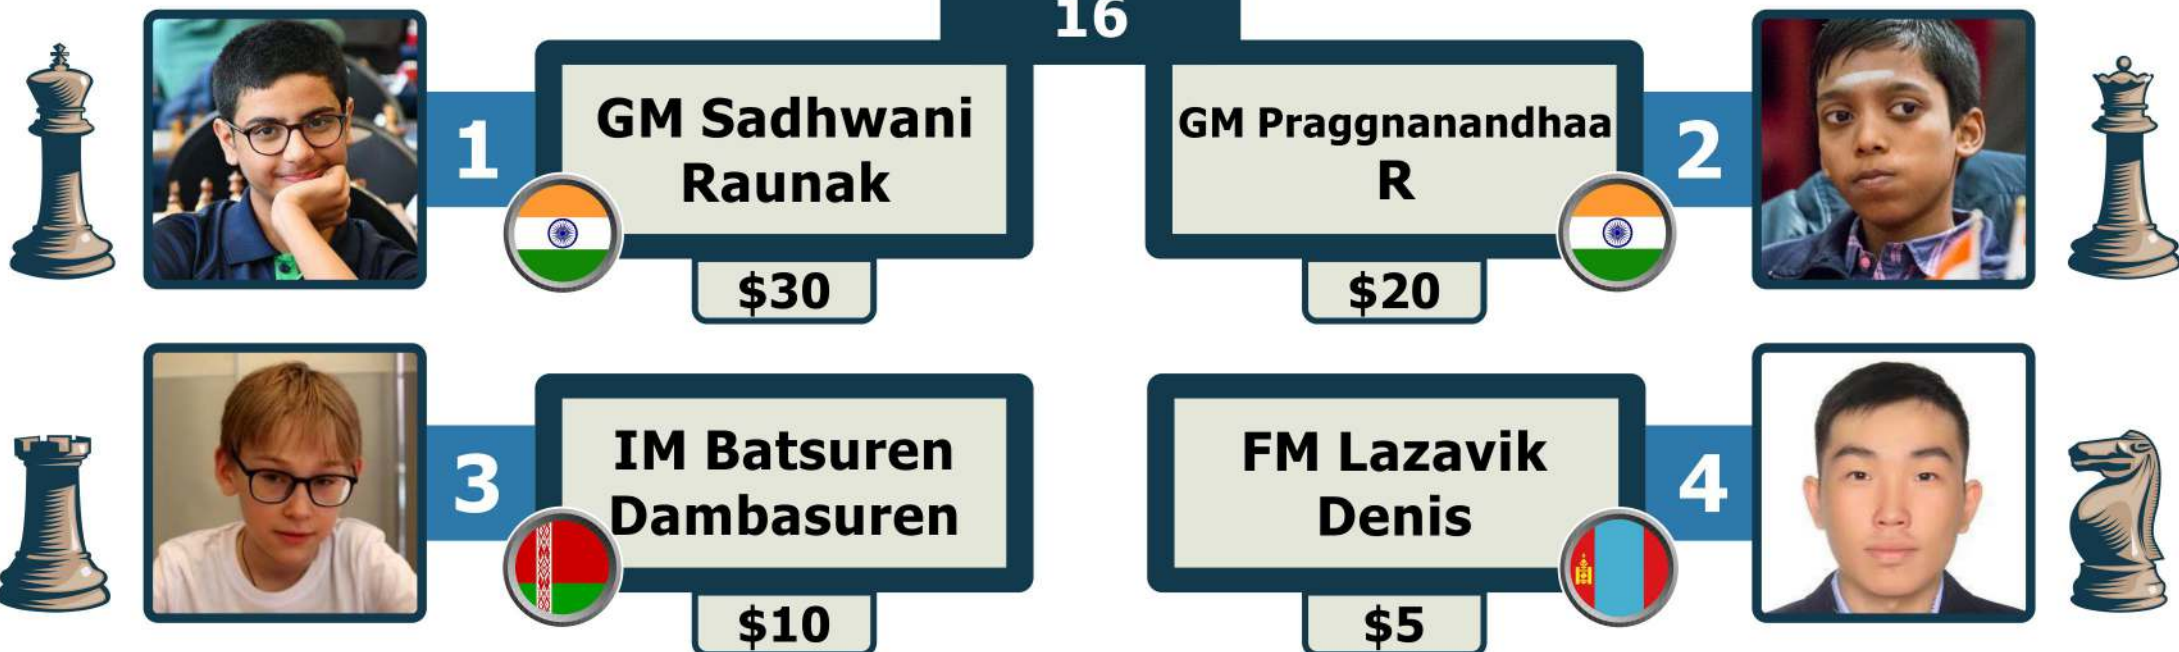 16
1
GM Sadhwani
Raunak
$30
GM Praggnanandhaa
R
2
$20
3
IM Batsuren
Dambasuren
$10
FM Lazavik
Denis
4
$5